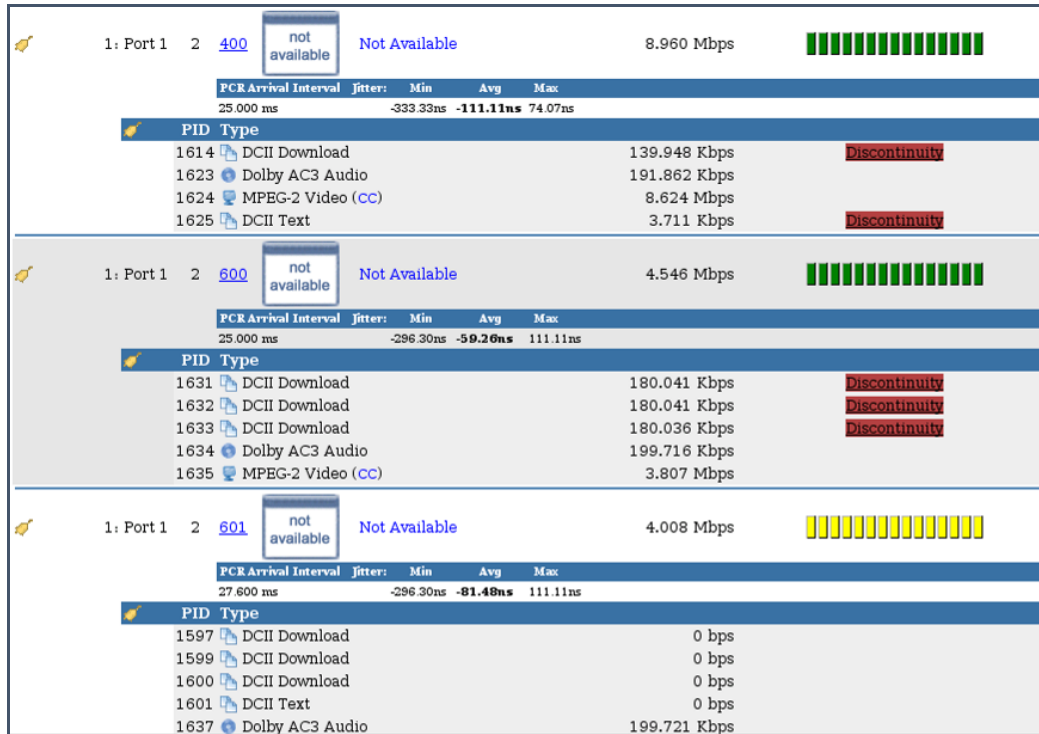 1: Port 1 2 400 not available Not Available 8.960 Mbps
PCR Arrival Interval Jitter: Min Avg Max
25.000 ms -333.33ns -111.11ns 74.07ns
PID Type
1614 DCII Download 139.948 Kbps Discontinuity
1623 Dolby AC3 Audio 191.862 Kbps
1624 MPEG-2 Video (CC) 8.624 Mbps
1625 DCII Text 3.711 Kbps Discontinuity
1: Port 1 2 600 not available Not Available 4.546 Mbps
PCR Arrival Interval Jitter: Min Avg Max
25.000 ms -296.30ns -59.26ns 111.11ns
PID Type
1631 DCII Download 180.041 Kbps Discontinuity
1632 DCII Download 180.041 Kbps Discontinuity
1633 DCII Download 180.036 Kbps Discontinuity
1634 Dolby AC3 Audio 199.716 Kbps
1635 MPEG-2 Video (CC) 3.807 Mbps
1: Port 1 2 601 not available Not Available 4.008 Mbps
PCR Arrival Interval Jitter: Min Avg Max
27.600 ms -296.30ns -81.48ns 111.11ns
PID Type
1597 DCII Download 0 bps
1599 DCII Download 0 bps
1600 DCII Download 0 bps
1601 DCII Text 0 bps
1637 Dolby AC3 Audio 199.721 Kbps